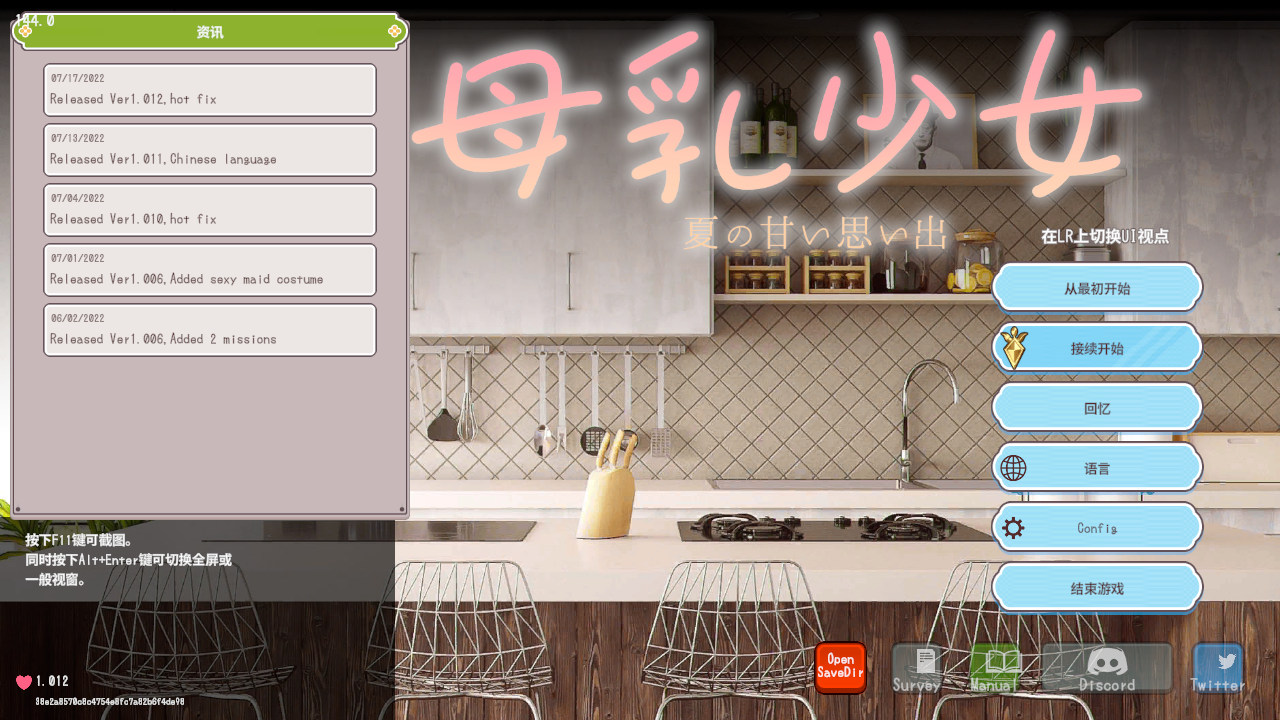 144.0
资讯
07/17/2022
Released Ver1.012,hot fix
07/13/2022
Released Ver1.011,Chinese language
07/04/2022
Released Ver1.010,hot fix
07/01/2022
Released Ver1.006,Added sexy maid costume
06/02/2022
Released Ver1.006,Added 2 missions
母乳少女
夏の甘い思い出
在LR上切换UI视点
从最初开始
接续开始
回忆
语言
Config
结束游戏
按下F11键可截图。
同时按下Alt+Enter键可切换全屏或
一般视窗。
Open
SaveDir
Survey
Manual
Discord
Twitter
1.012